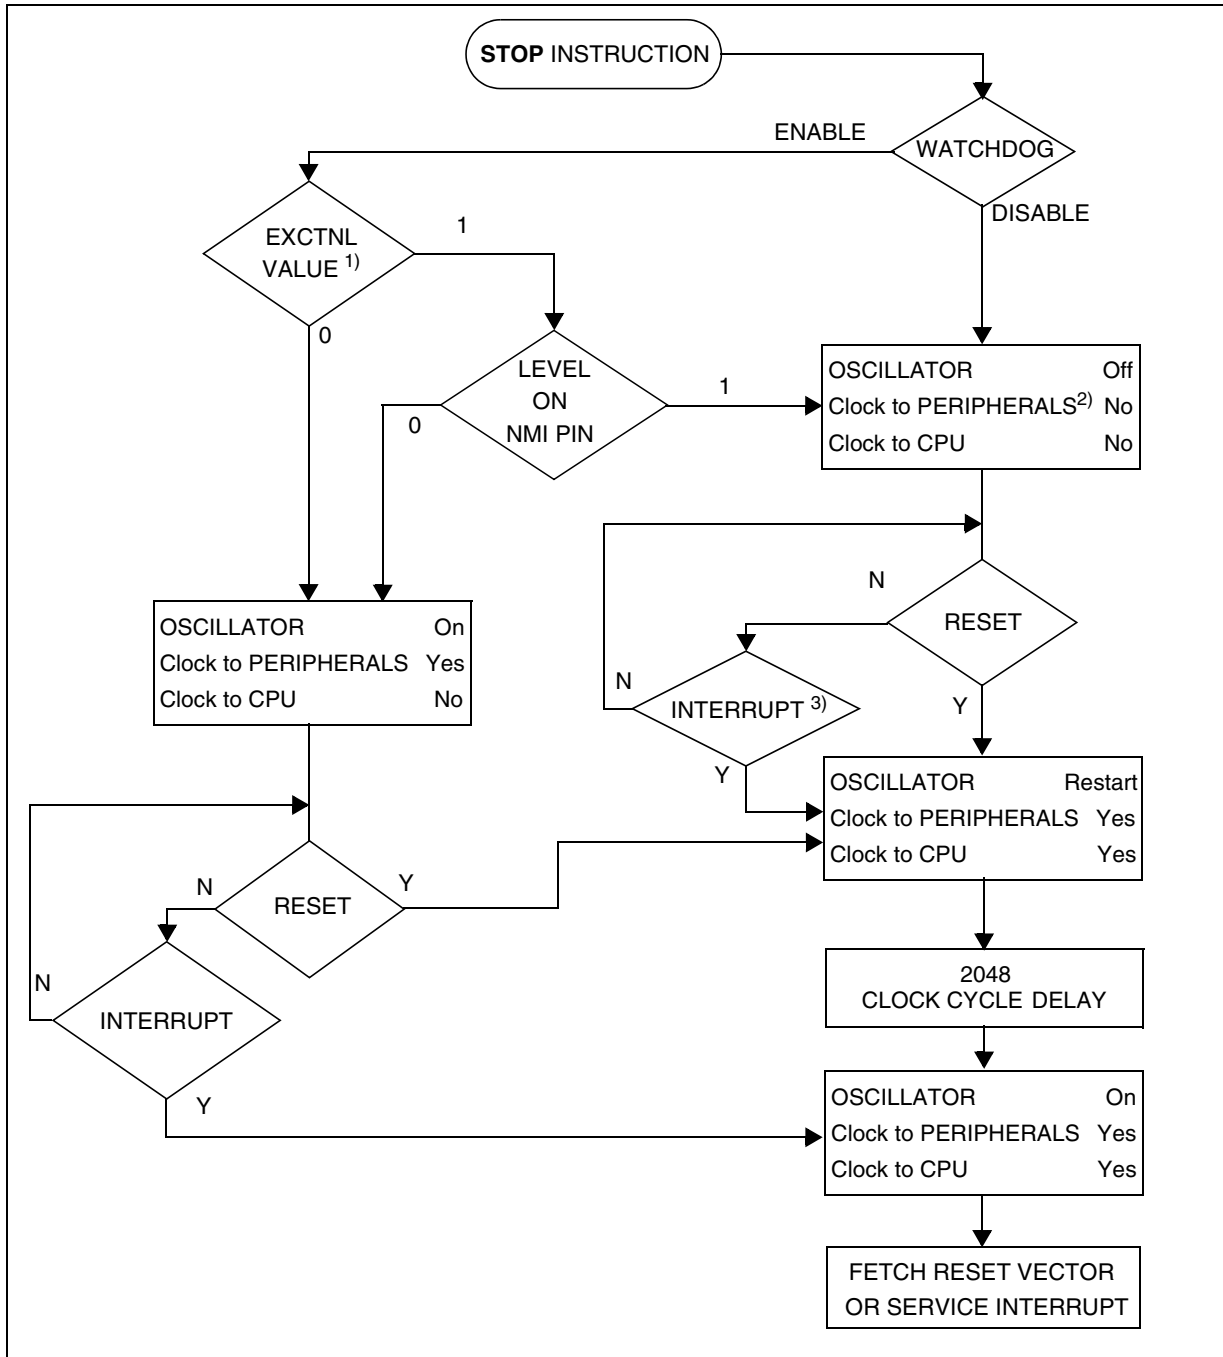 STOP INSTRUCTION
ENABLE
WATCHDOG
DISABLE
EXCTNL
VALUE 1)
1
0
LEVEL
ON
NMI PIN
0
1
OSCILLATOR Off
Clock to PERIPHERALS2) No
Clock to CPU No
OSCILLATOR On
Clock to PERIPHERALS Yes
Clock to CPU No
N
RESET
Y
N
INTERRUPT 3)
Y
OSCILLATOR Restart
Clock to PERIPHERALS Yes
Clock to CPU Yes
N
RESET
Y
N
INTERRUPT
Y
2048
CLOCK CYCLE DELAY
OSCILLATOR On
Clock to PERIPHERALS Yes
Clock to CPU Yes
FETCH RESET VECTOR
OR SERVICE INTERRUPT